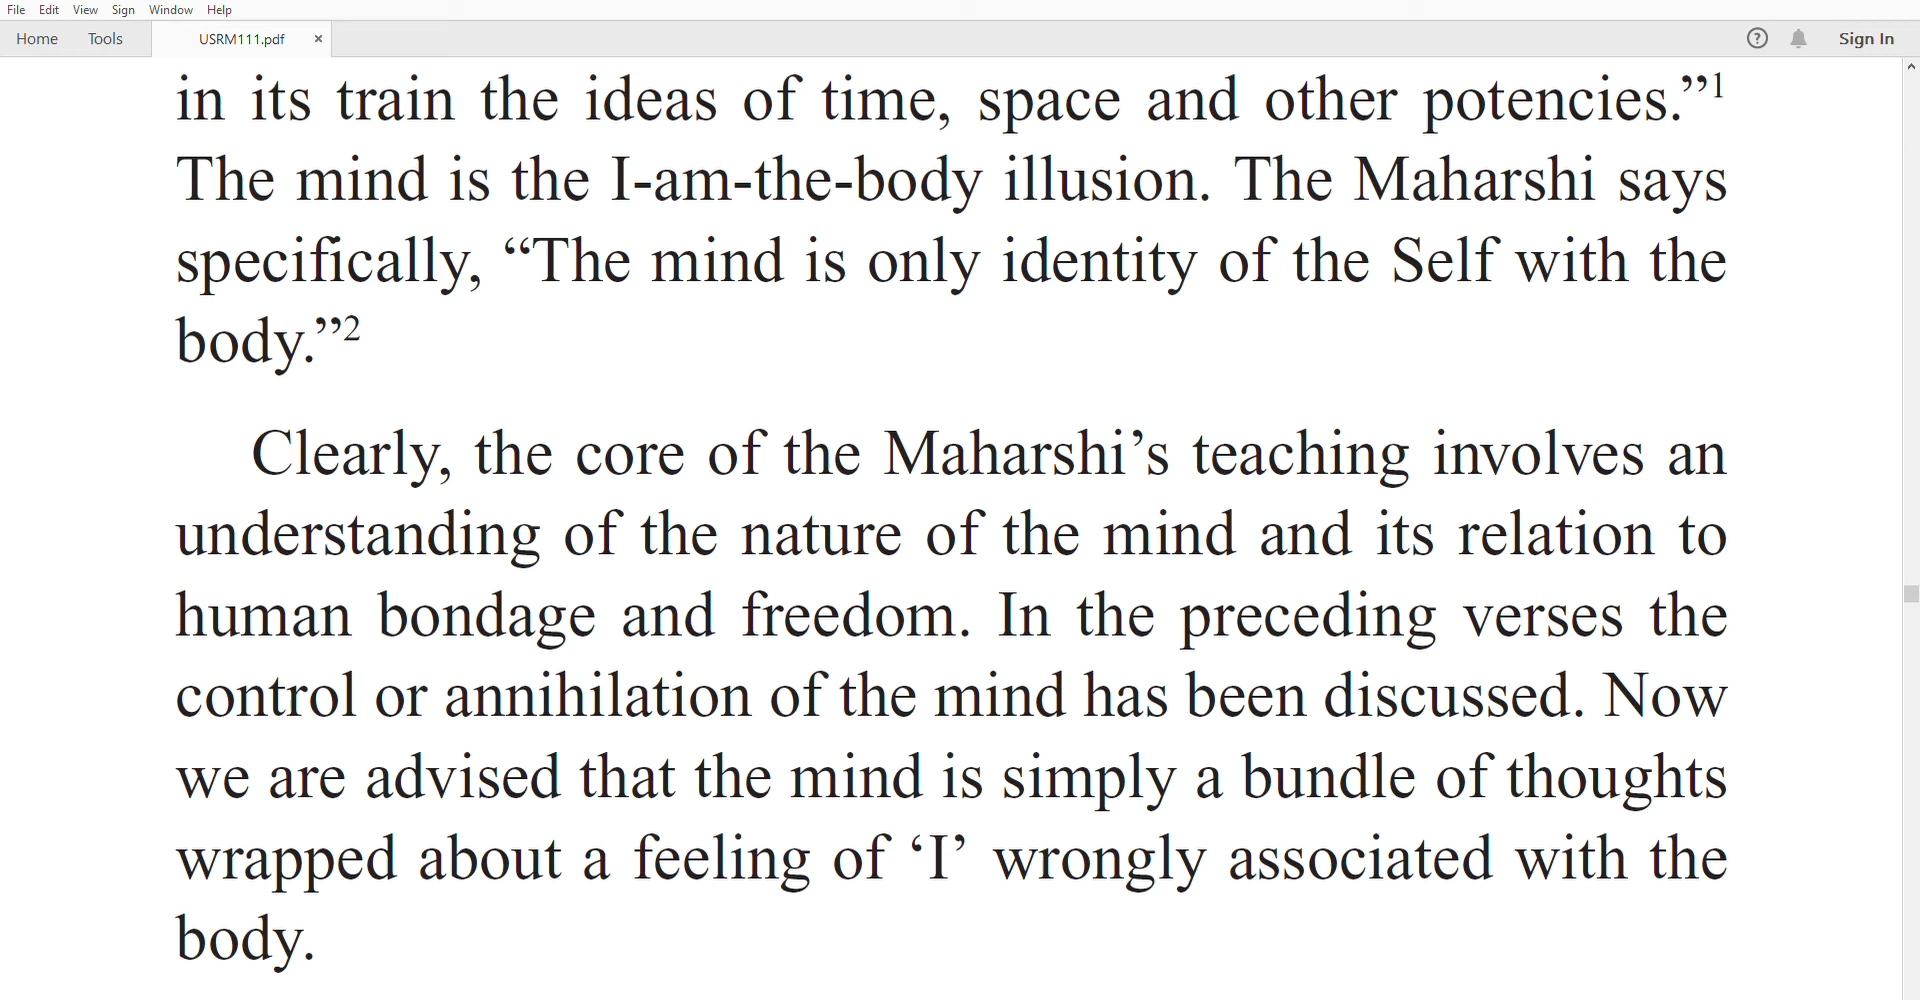 File Edit View Sign Window Help
Home Tools USRM111.pdf × ? Sign In
in its train the ideas of time, space and other potencies.”1
The mind is the I-am-the-body illusion. The Maharshi says
specifically, “The mind is only identity of the Self with the
body.”2
Clearly, the core of the Maharshi’s teaching involves an
understanding of the nature of the mind and its relation to
human bondage and freedom. In the preceding verses the
control or annihilation of the mind has been discussed. Now
we are advised that the mind is simply a bundle of thoughts
wrapped about a feeling of ‘I’ wrongly associated with the
body.